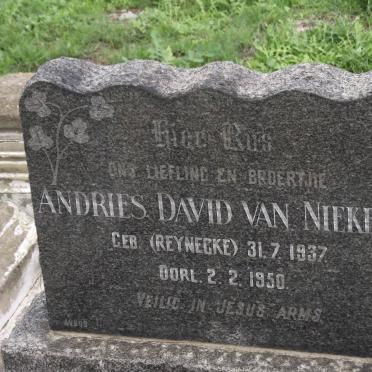 Hier Rus
ONS LIEFLING EN BROERTJIE
ANDRIES. DAVID VAN. NIEKE
GEB. (REYNECKE) 31.7.1937.
OORL. 2.2.1950.
VEILIG. IN. JESUS. ARMS.